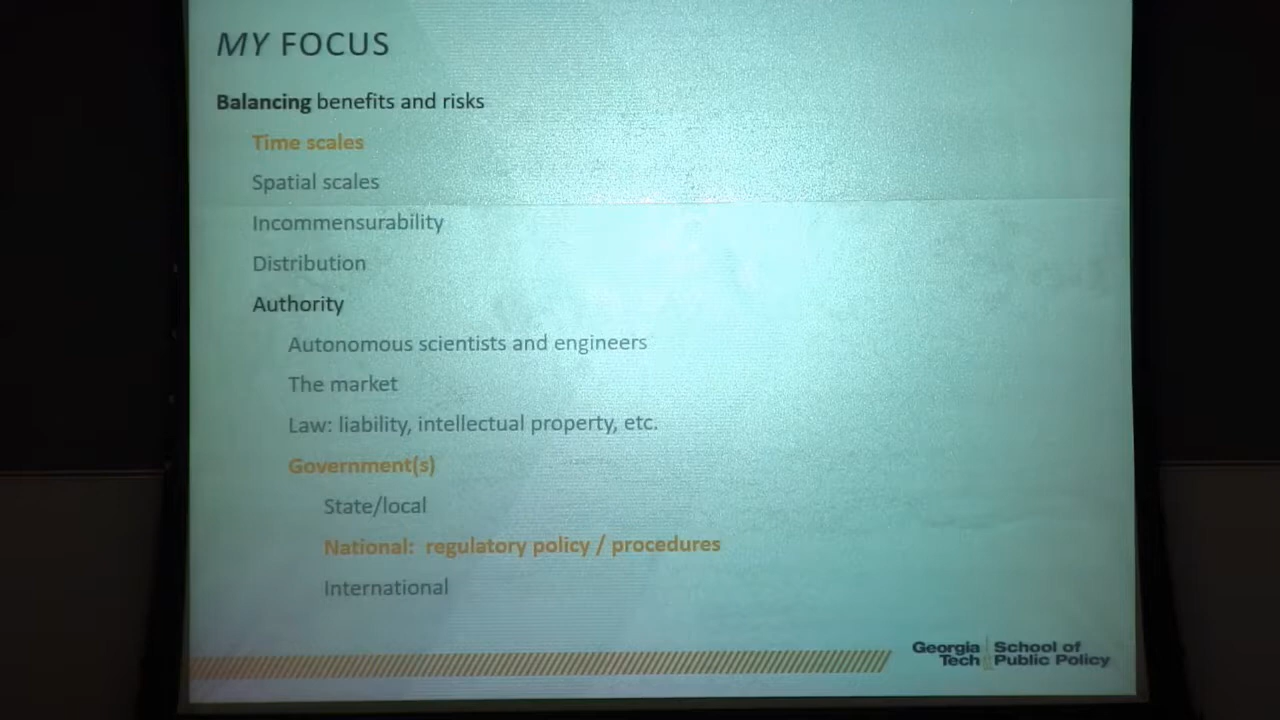 MY FOCUS
Balancing benefits and risks
Time scales
Spatial scales
Incommensurability
Distribution
Authority
Autonomous scientists and engineers
The market
Law: liability, intellectual property, etc.
Government(s)
State/local
National: regulatory policy / procedures
International
Georgia Tech
School of Public Policy